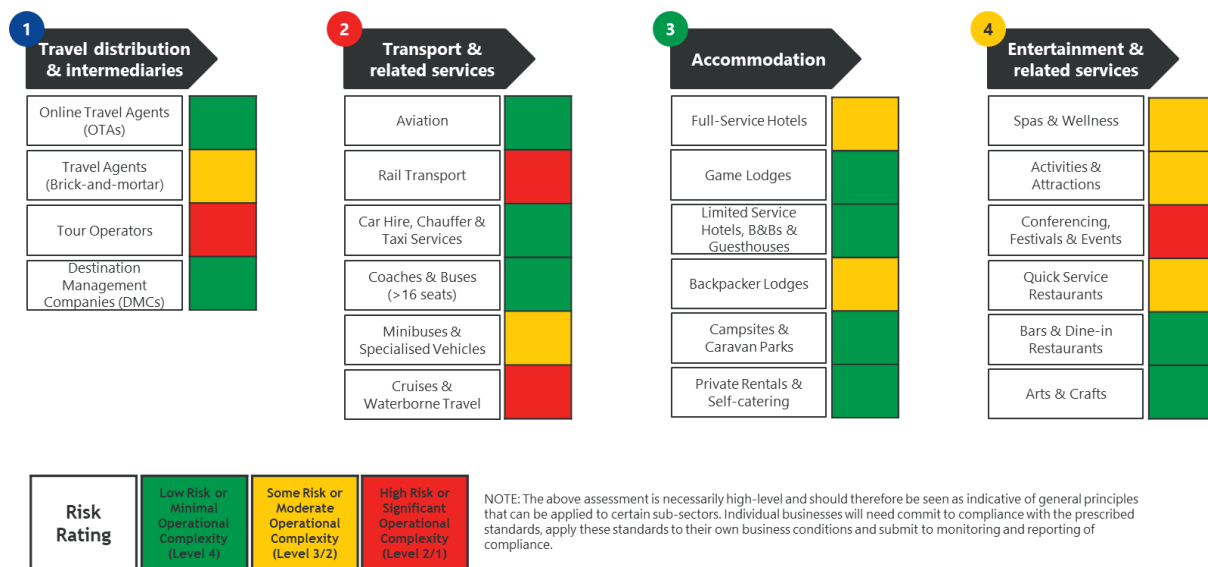 1
Travel distribution
& intermediaries
Online Travel Agents
(OTAs)
Travel Agents
(Brick-and-mortar)
Tour Operators
Destination
Management
Companies (DMCs)
2
Transport &
related services
Aviation
Rail Transport
Car Hire, Chauffer &
Taxi Services
Coaches & Buses
(>16 seats)
Minibuses &
Specialised Vehicles
Cruises &
Waterborne Travel
3
Accommodation
Full-Service Hotels
Game Lodges
Limited Service
Hotels, B&Bs &
Guesthouses
Backpacker Lodges
Campsites &
Caravan Parks
Private Rentals &
Self-catering
4
Entertainment &
related services
Spas & Wellness
Activities &
Attractions
Conferencing,
Festivals & Events
Quick Service
Restaurants
Bars & Dine-in
Restaurants
Arts & Crafts
Risk
Rating
Low Risk or
Minimal
Operational
Complexity
(Level 4)
Some Risk or
Moderate
Operational
Complexity
(Level 3/2)
High Risk or
Significant
Operational
Complexity
(Level 2/1)
NOTE: The above assessment is necessarily high-level and should therefore be seen as indicative of general principles
that can be applied to certain sub-sectors. Individual businesses will need commit to compliance with the prescribed
standards, apply these standards to their own business conditions and submit to monitoring and reporting of
compliance.